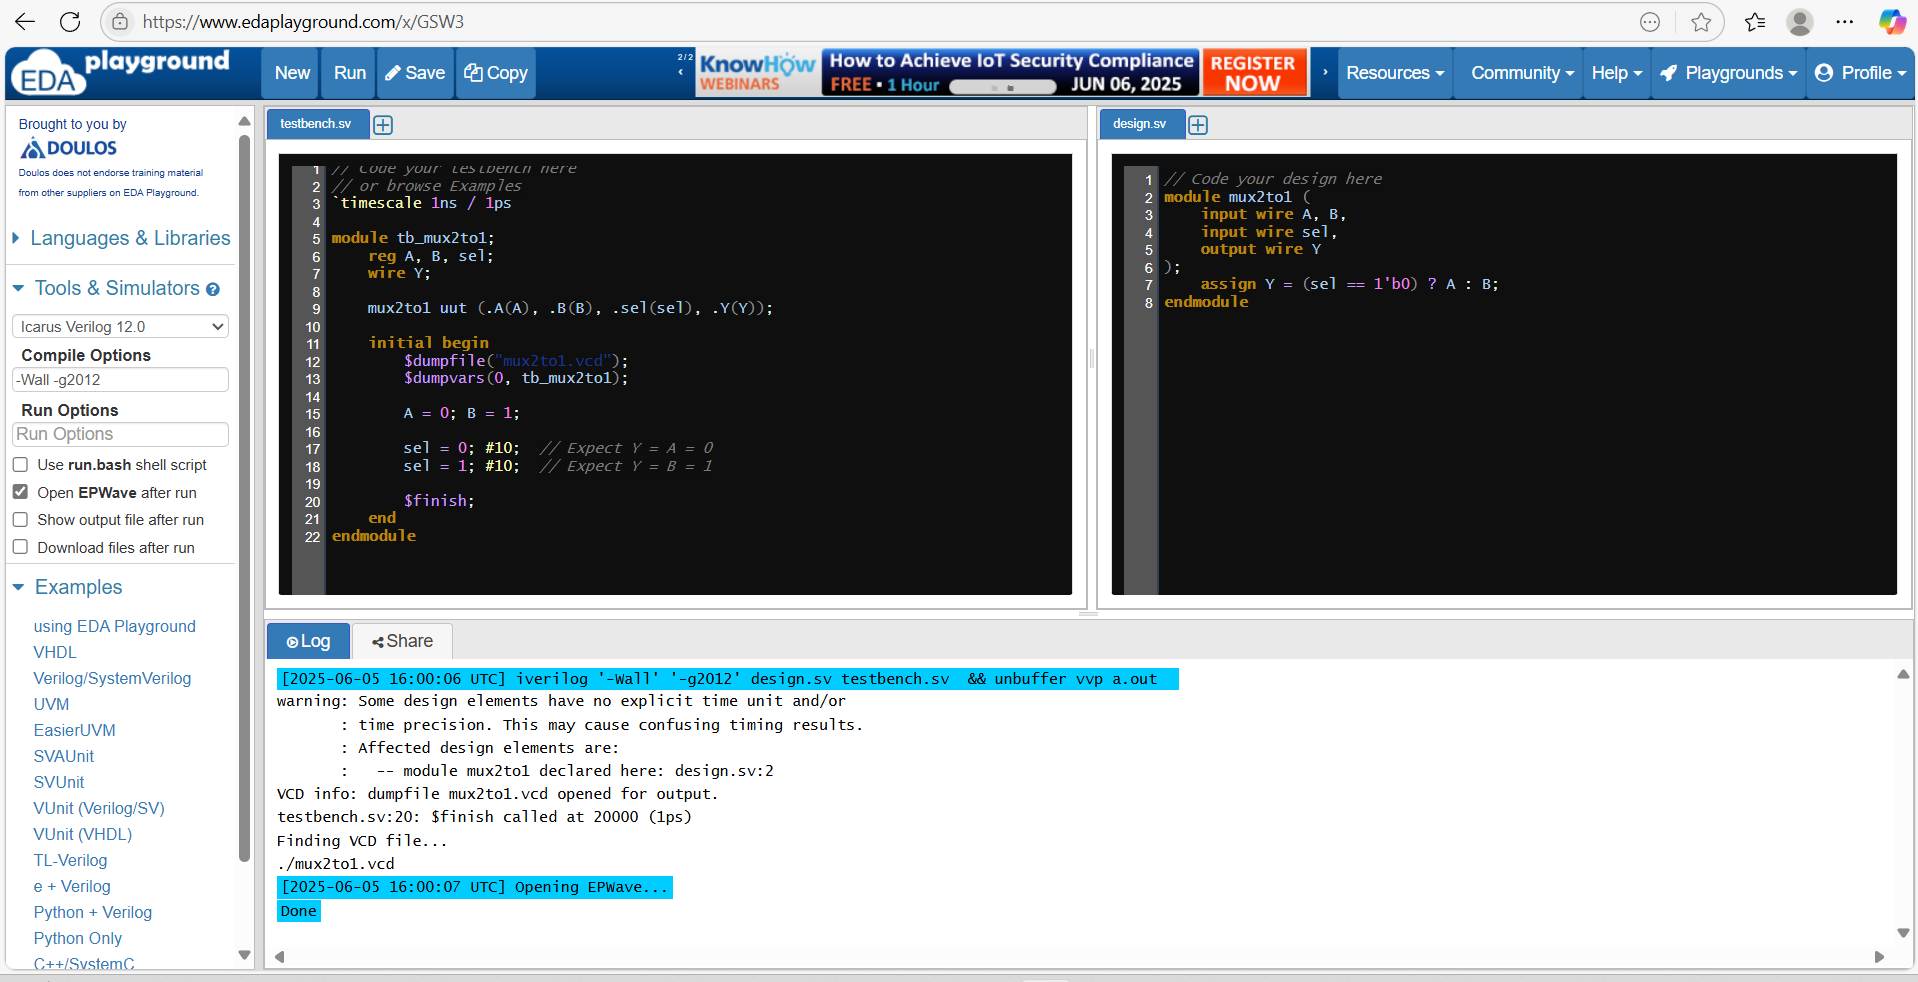 https://www.edaplayground.com/x/GSW3
EDA playground
New
Run
Save
Copy
2/2
KnowHow
WEBINARS
How to Achieve IoT Security Compliance
FREE • 1 Hour
JUN 06, 2025
REGISTER
NOW
Resources
Community
Help
Playgrounds
Profile
Brought to you by
DOULOS
Doulos does not endorse training material
from other suppliers on EDA Playground.
Languages & Libraries
Tools & Simulators
Icarus Verilog 12.0
Compile Options
-Wall -g2012
Run Options
Run Options
Use run.bash shell script
Open EPWave after run
Show output file after run
Download files after run
Examples
using EDA Playground
VHDL
Verilog/SystemVerilog
UVM
EasierUVM
SVAUnit
SVUnit
VUnit (Verilog/SV)
VUnit (VHDL)
TL-Verilog
e + Verilog
Python + Verilog
Python Only
C++/SystemC
testbench.sv
1 // Code your testbench here
2 // or browse Examples
3 `timescale 1ns / 1ps
4
5 module tb_mux2to1;
6 reg A, B, sel;
7 wire Y;
8
9 mux2to1 uut (.A(A), .B(B), .sel(sel), .Y(Y));
10
11 initial begin
12 $dumpfile("mux2to1.vcd");
13 $dumpvars(0, tb_mux2to1);
14
15 A = 0; B = 1;
16
17 sel = 0; #10; // Expect Y = A = 0
18 sel = 1; #10; // Expect Y = B = 1
19
20 $finish;
21 end
22 endmodule
design.sv
1 // Code your design here
2 module mux2to1 (
3 input wire A, B,
4 input wire sel,
5 output wire Y
6 );
7 assign Y = (sel == 1'b0) ? A : B;
8 endmodule
Log
Share
[2025-06-05 16:00:06 UTC] iverilog '-Wall' '-g2012' design.sv testbench.sv && unbuffer vvp a.out
warning: Some design elements have no explicit time unit and/or
: time precision. This may cause confusing timing results.
: Affected design elements are:
: -- module mux2to1 declared here: design.sv:2
VCD info: dumpfile mux2to1.vcd opened for output.
testbench.sv:20: $finish called at 20000 (1ps)
Finding VCD file...
./mux2to1.vcd
[2025-06-05 16:00:07 UTC] Opening EPWave...
Done